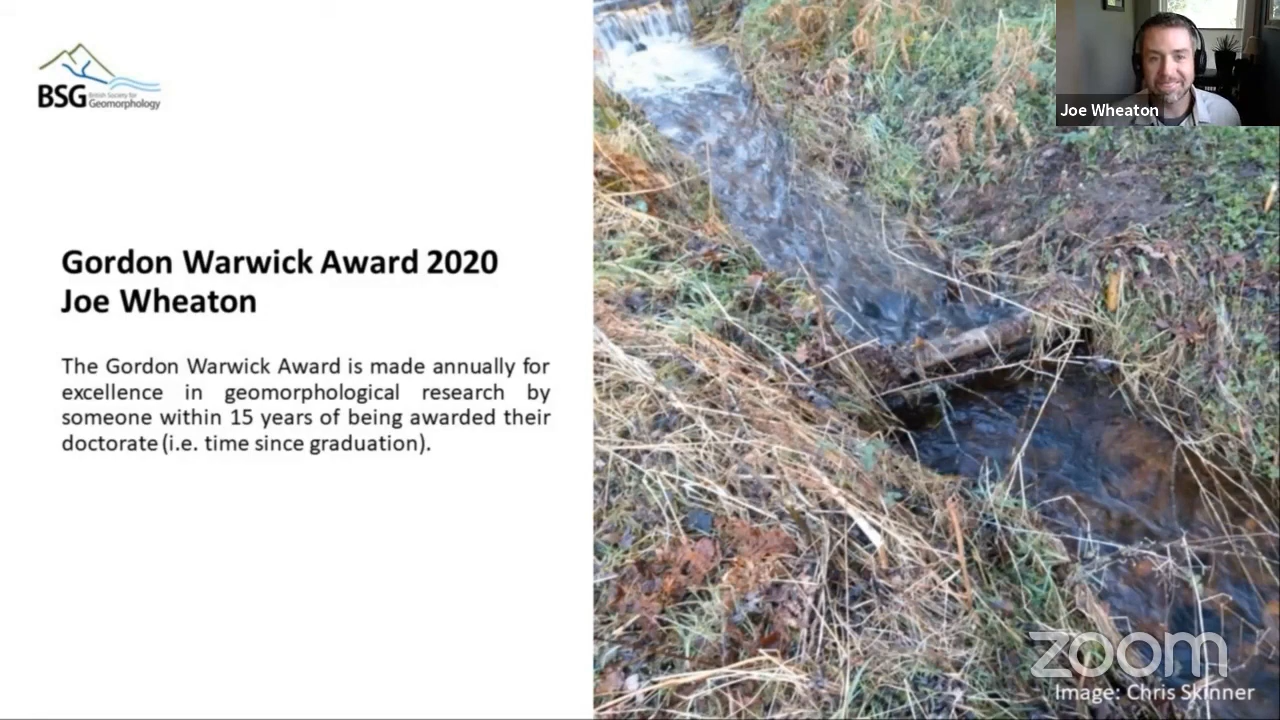 BSG British Society for
Geomorphology
Joe Wheaton
Gordon Warwick Award 2020
Joe Wheaton
The Gordon Warwick Award is made annually for
excellence in geomorphological research by
someone within 15 years of being awarded their
doctorate (i.e. time since graduation).
zoom
Image: Chris Skinner